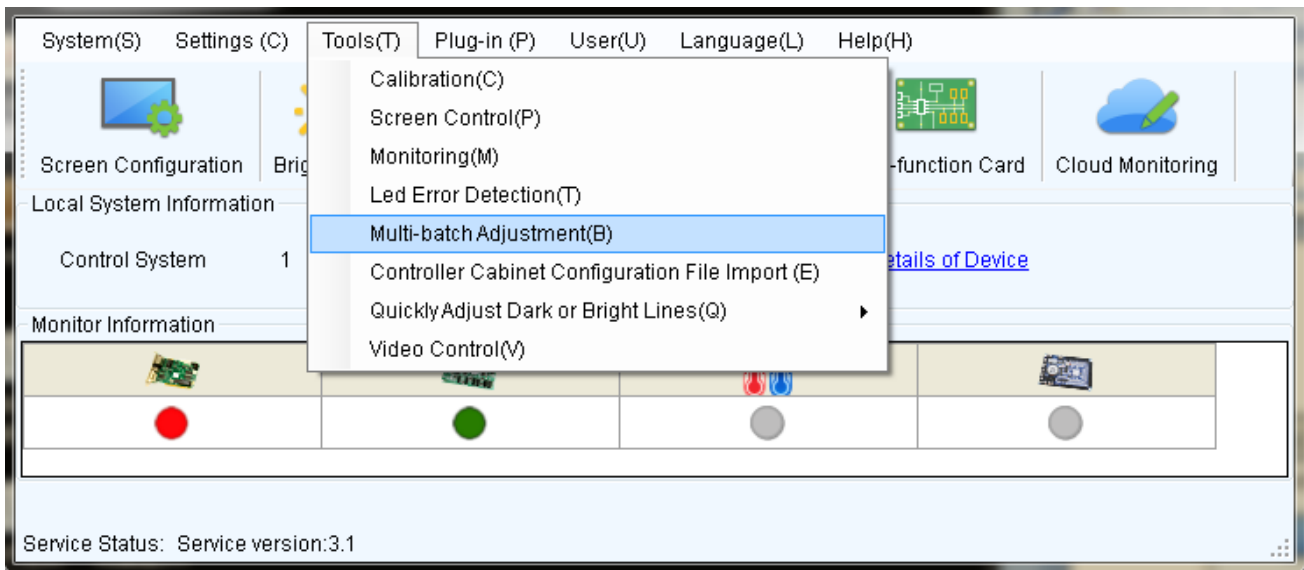 System(S) Settings (C) Tools(T) Plug-in (P) User(U) Language(L) Help(H)
Calibration(C)
Screen Control(P)
Monitoring(M)
Led Error Detection(T)
Multi-batch Adjustment(B)
Controller Cabinet Configuration File Import (E)
Quickly Adjust Dark or Bright Lines(Q)
Video Control(V)
Screen Configuration Brig -function Card Cloud Monitoring
Local System Information
Control System 1 etails of Device
Monitor Information
Service Status: Service version:3.1